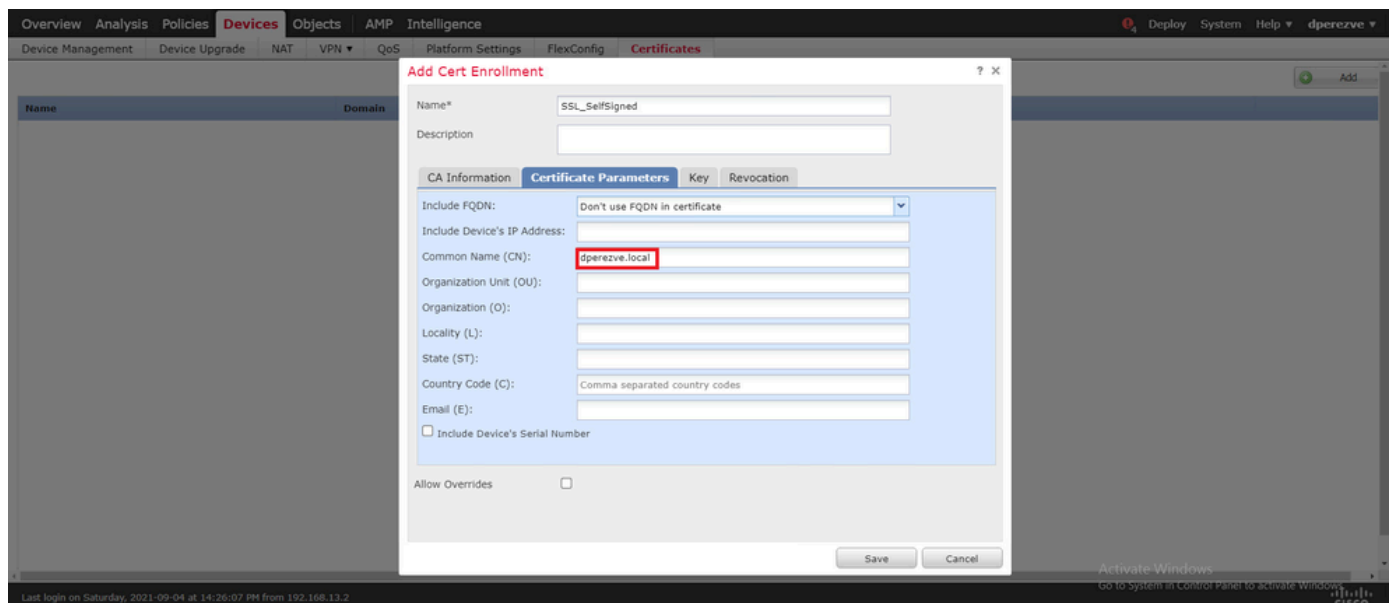 Overview Analysis Policies Devices Objects AMP Intelligence 4 Deploy System Help ▾ dperezve ▾
Device Management Device Upgrade NAT VPN ▾ QoS Platform Settings FlexConfig Certificates
Add Cert Enrollment ? ×
Add
Name Domain
Name* SSL_SelfSigned
Description
CA Information Certificate Parameters Key Revocation
Include FQDN: Don't use FQDN in certificate
Include Device's IP Address:
Common Name (CN): dperezve.local
Organization Unit (OU):
Organization (O):
Locality (L):
State (ST):
Country Code (C): Comma separated country codes
Email (E):
Include Device's Serial Number
Allow Overrides
Save Cancel
Activate Windows
Go to System in Control Panel to activate Windows.
Last login on Saturday, 2021-09-04 at 14:26:07 PM from 192.168.13.2
CISCO